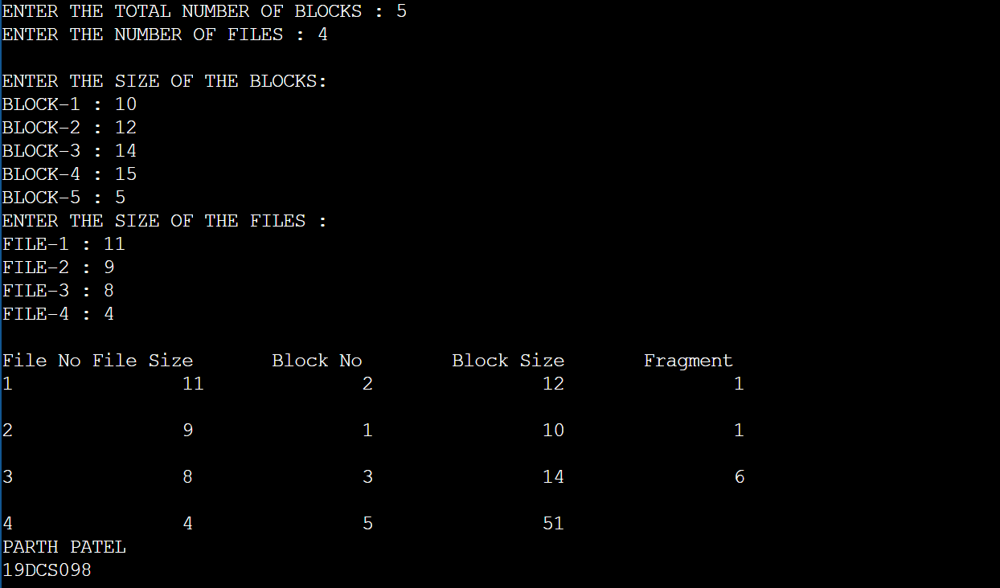 ENTER THE TOTAL NUMBER OF BLOCKS : 5
ENTER THE NUMBER OF FILES : 4
ENTER THE SIZE OF THE BLOCKS:
BLOCK-1 : 10
BLOCK-2 : 12
BLOCK-3 : 14
BLOCK-4 : 15
BLOCK-5 : 5
ENTER THE SIZE OF THE FILES :
FILE-1 : 11
FILE-2 : 9
FILE-3 : 8
FILE-4 : 4
File No File Size Block No Block Size Fragment
1 11 2 12 1
2 9 1 10 1
3 8 3 14 6
4 4 5 51
PARTH PATEL
19DCS098